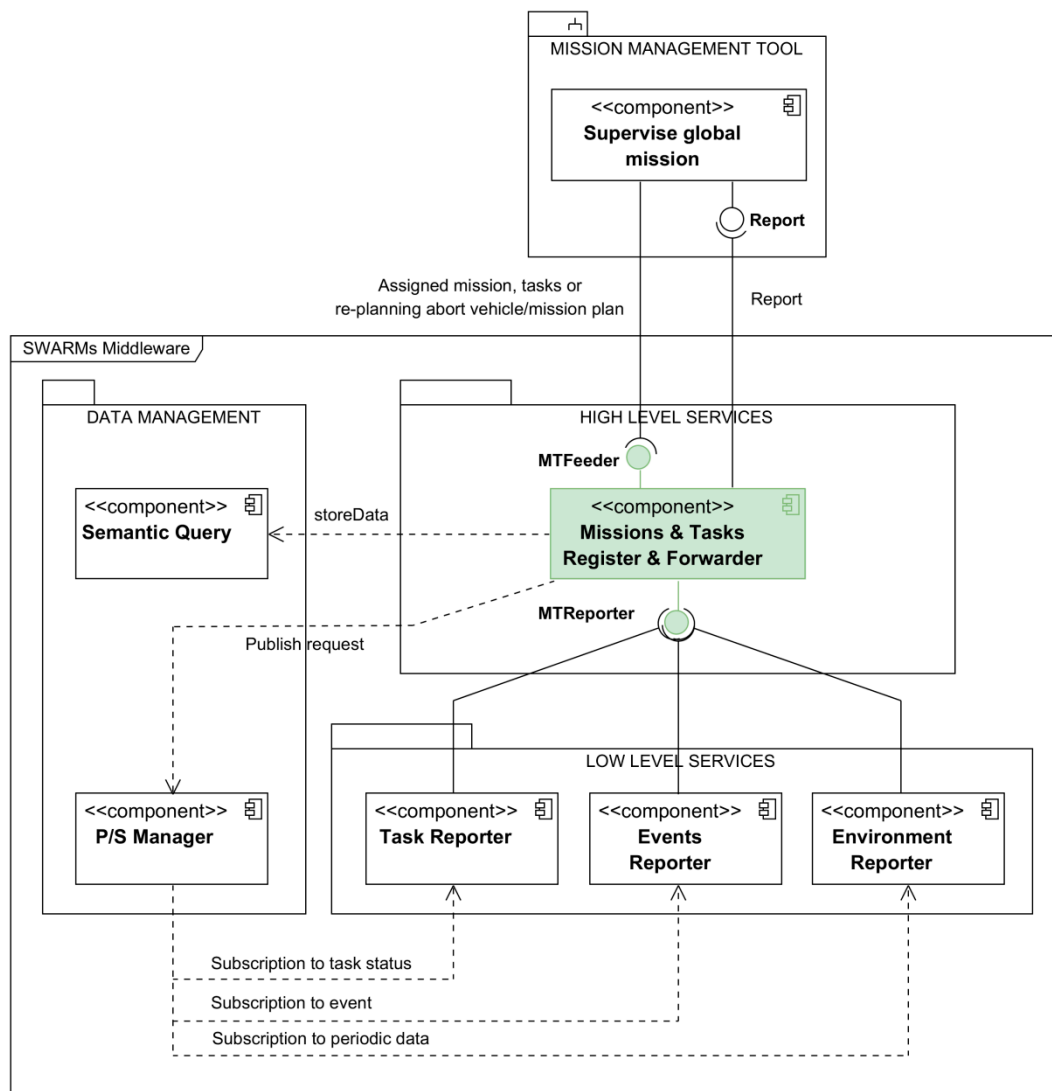 MISSION MANAGEMENT TOOL
<<component>>
Supervise global
mission
Report
Assigned mission, tasks or
re-planning abort vehicle/mission plan
Report
SWARMs Middleware
DATA MANAGEMENT
HIGH LEVEL SERVICES
MTFeeder
<<component>>
Semantic Query
storeData
<<component>>
Missions & Tasks
Register & Forwarder
MTReporter
Publish request
LOW LEVEL SERVICES
<<component>>
P/S Manager
<<component>>
Task Reporter
<<component>>
Events
Reporter
<<component>>
Environment
Reporter
Subscription to task status
Subscription to event
Subscription to periodic data